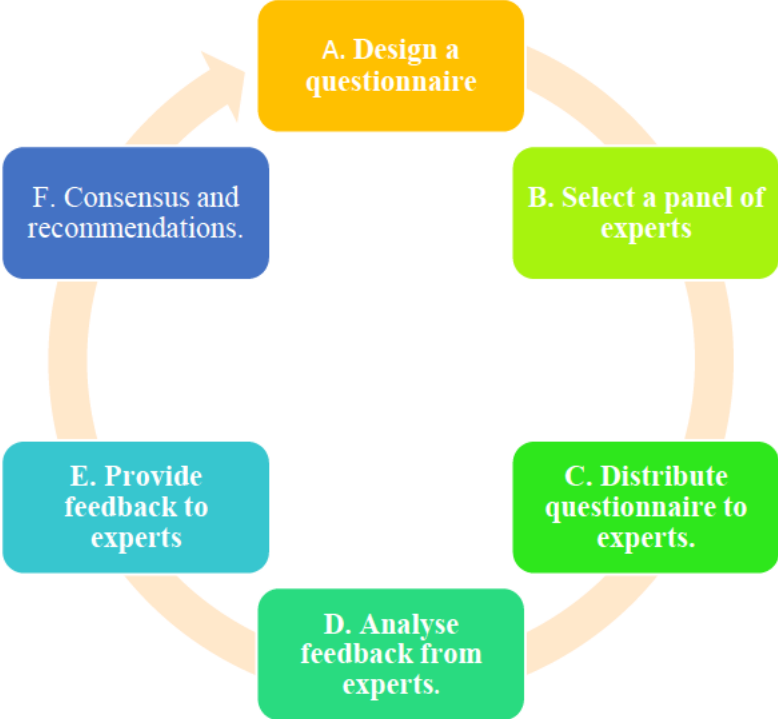 A. Design a
questionnaire
B. Select a panel of
experts
C. Distribute
questionnaire to
experts.
D. Analyse
feedback from
experts.
E. Provide
feedback to
experts
F. Consensus and
recommendations.